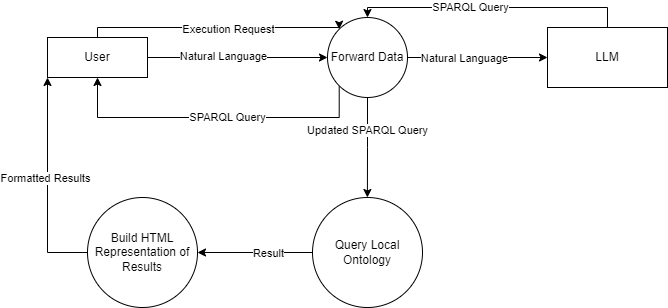 SPARQL Query
Execution Request
User
Natural Language
Forward Data
Natural Language
LLM
SPARQL Query
Updated SPARQL Query
Formatted Results
Build HTML
Representation of
Results
Result
Query Local
Ontology